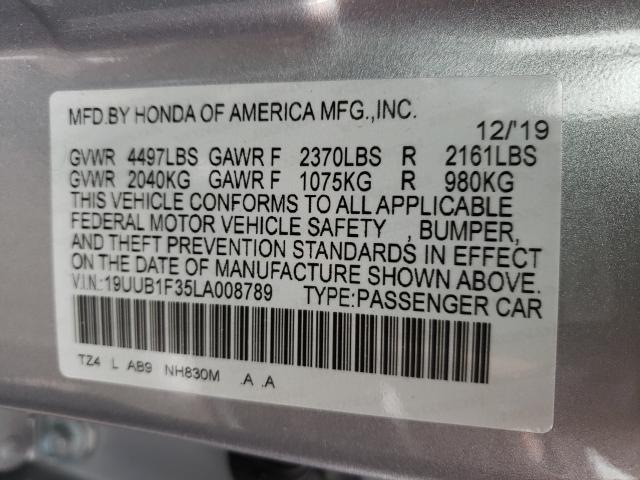 MFD.BY HONDA OF AMERICA MFG.,INC.
12/'19
GVWR 4497LBS GAWR F 2370LBS R 2161LBS
GVWR 2040KG GAWR F 1075KG R 980KG
THIS VEHICLE CONFORMS TO ALL APPLICABLE
FEDERAL MOTOR VEHICLE SAFETY , BUMPER,
AND THEFT PREVENTION STANDARDS IN EFFECT
ON THE DATE OF MANUFACTURE SHOWN ABOVE.
V.I.N.:19UUB1F35LA008789 TYPE:PASSENGER CAR
TZ4 L AB9 NH830M .A .A